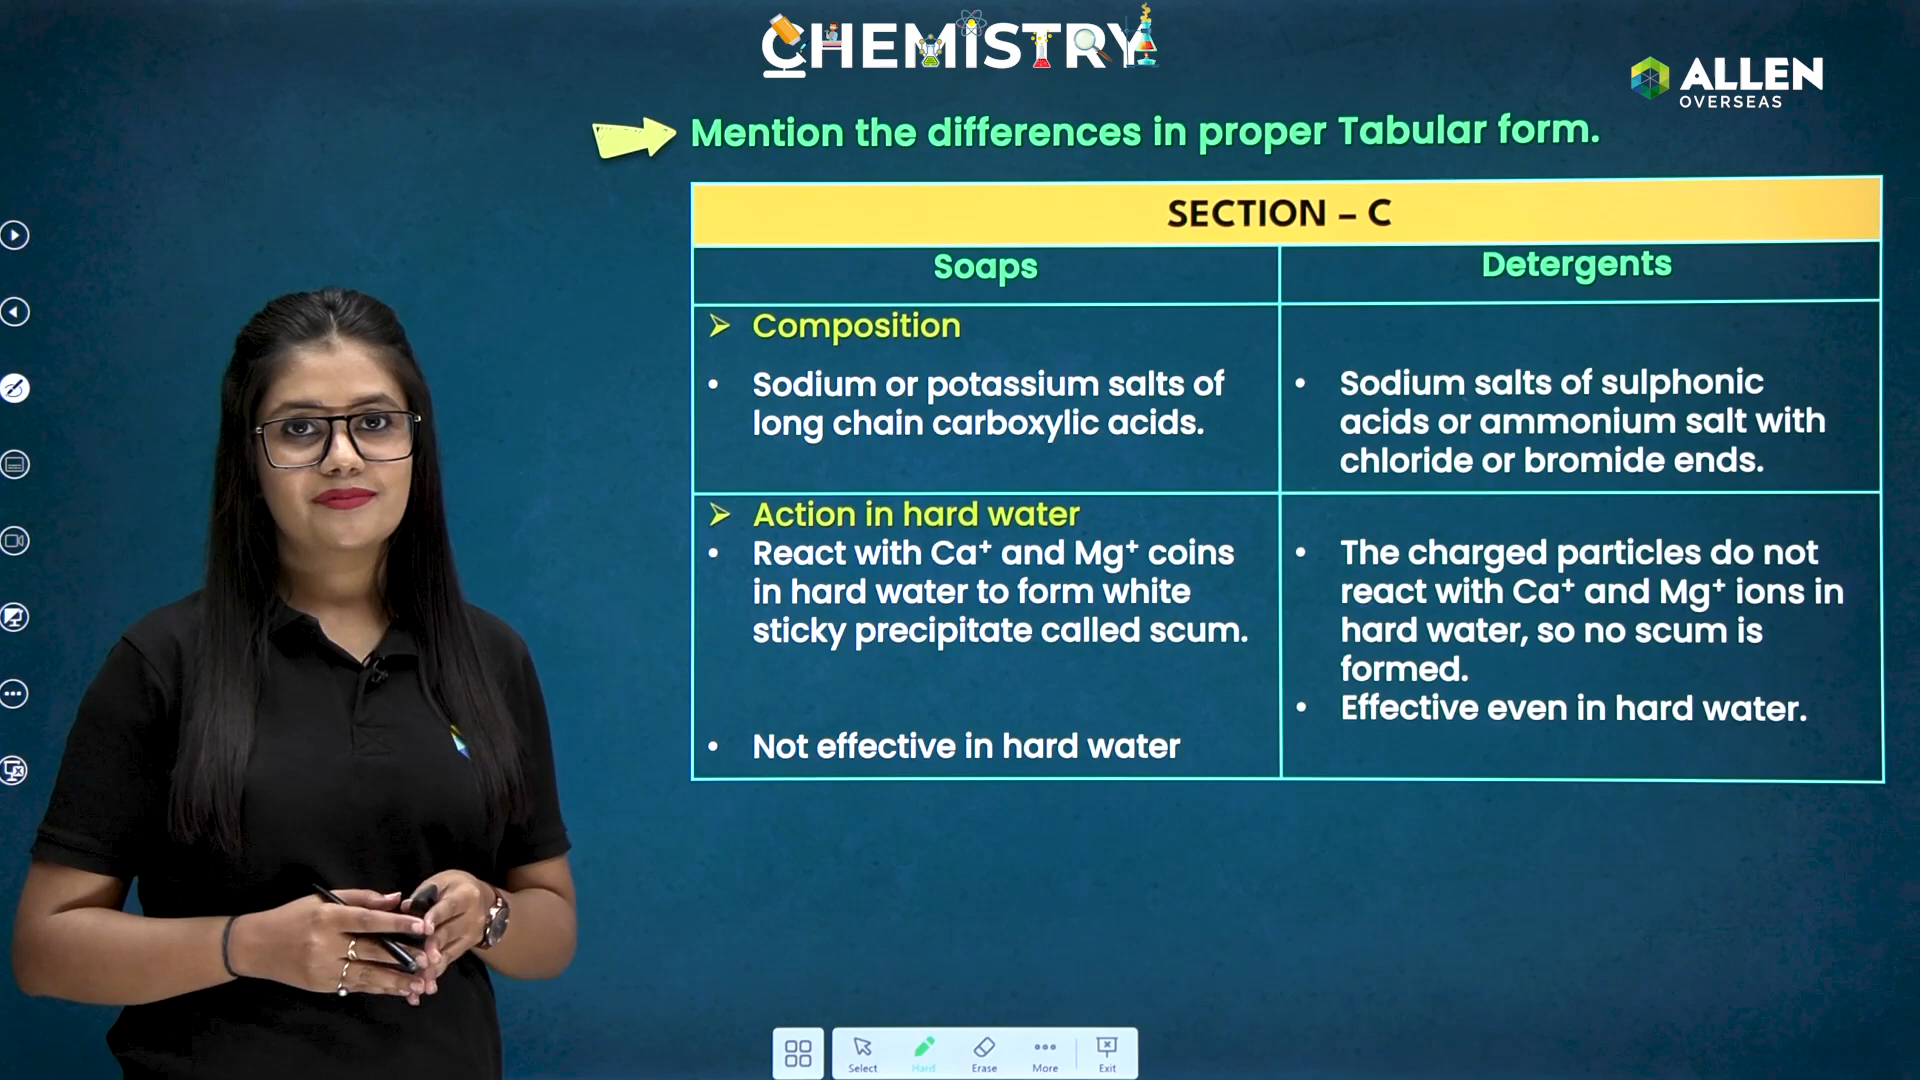 CHEMISTRY
ALLEN
OVERSEAS
Mention the differences in proper Tabular form.
SECTION – C
Soaps
Detergents
Composition
Sodium or potassium salts of
long chain carboxylic acids.
Sodium salts of sulphonic
acids or ammonium salt with
chloride or bromide ends.
Action in hard water
React with Ca⁺ and Mg⁺ coins
in hard water to form white
sticky precipitate called scum.
Not effective in hard water
The charged particles do not
react with Ca⁺ and Mg⁺ ions in
hard water, so no scum is
formed.
Effective even in hard water.
Select
Hard
Erase
More
Exit